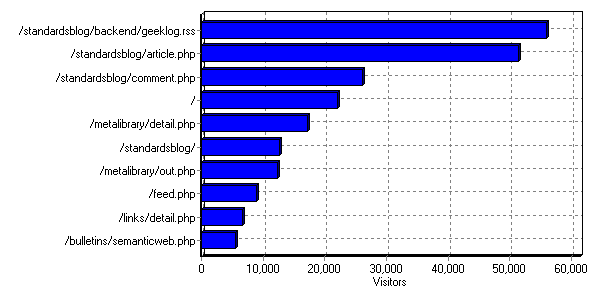 /standardsblog/backend/geeklog.rss
/standardsblog/article.php
/standardsblog/comment.php
/
/metalibrary/detail.php
/standardsblog/
/metalibrary/out.php
/feed.php
/links/detail.php
/bulletins/semanticweb.php
0 10,000 20,000 30,000 40,000 50,000 60,000
Visitors